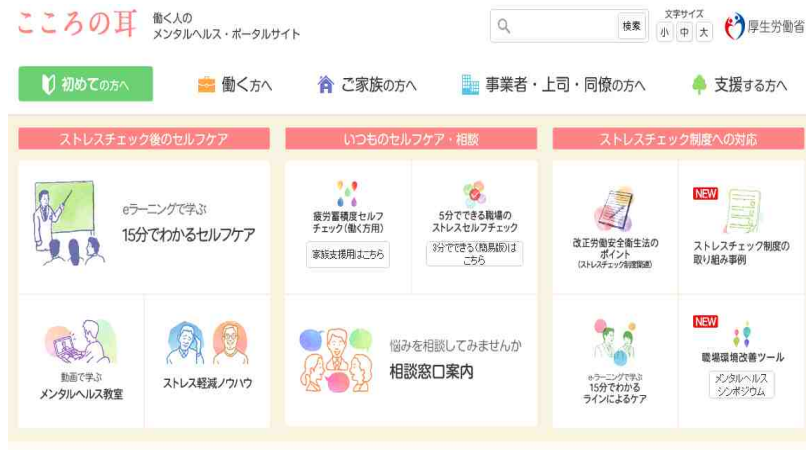 こころの耳
働く人の
メンタルヘルス・ポータルサイト
検索
文字サイズ
小 中 大
厚生労働省
初めての方へ
働く方へ
ご家族の方へ
事業者・上司・同僚の方へ
支援する方へ
ストレスチェック後のセルフケア
いつものセルフケア・相談
ストレスチェック制度への対応
eラーニングで学ぶ
15分でわかるセルフケア
動画で学ぶ
メンタルヘルス教室
ストレス軽減ノウハウ
疲労蓄積度セルフ
チェック(働く方用)
家族支援用はこちら
5分でできる職場の
ストレスセルフチェック
3分でできる(簡易版)は
こちら
悩みを相談してみませんか
相談窓口案内
改正労働安全衛生法の
ポイント
(ストレスチェック制度関連)
NEW
ストレスチェック制度の
取り組み事例
e-ラーニングで学ぶ
15分でわかる
ラインによるケア
NEW
職場環境改善ツール
メンタルヘルス
シンポジウム